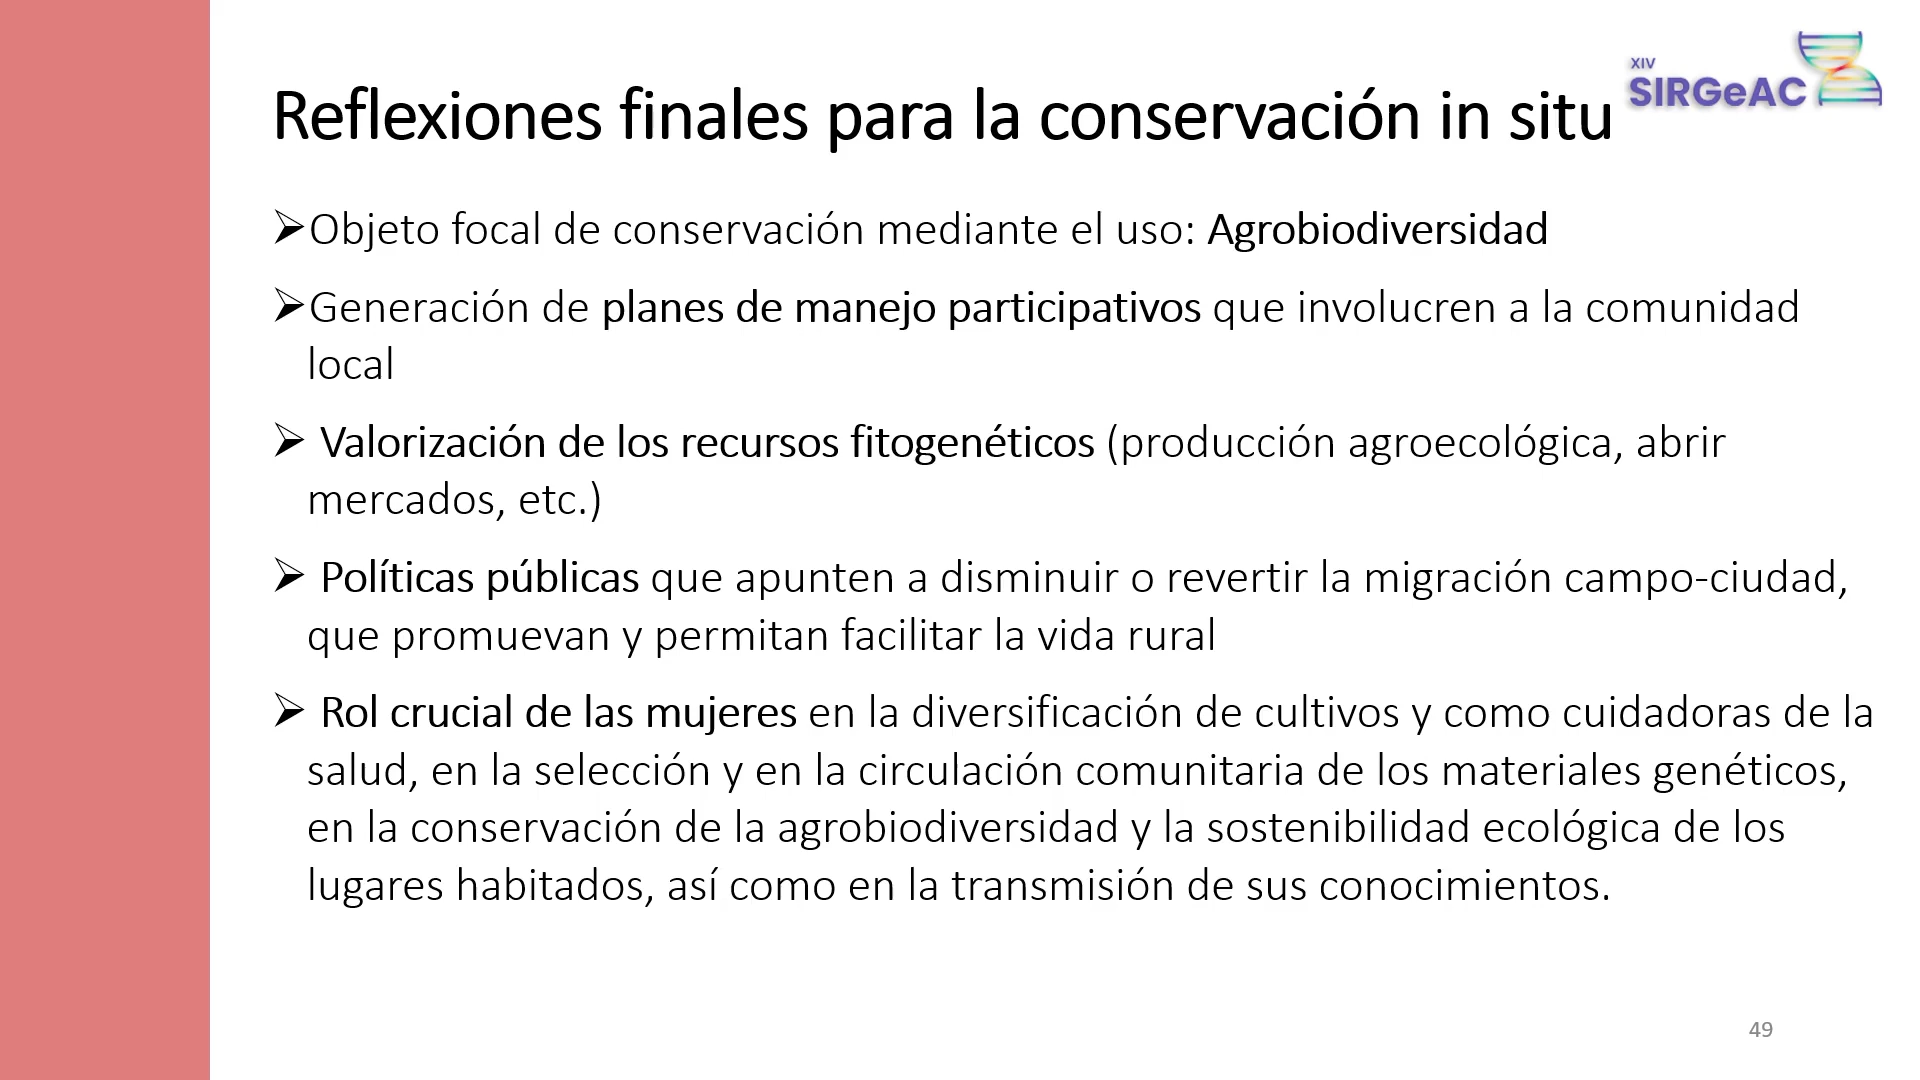 Reflexiones finales para la conservación in situ
XIV
SIRGeAC
➢Objeto focal de conservación mediante el uso: Agrobiodiversidad
➢Generación de planes de manejo participativos que involucren a la comunidad
local
➢ Valorización de los recursos fitogenéticos (producción agroecológica, abrir
mercados, etc.)
➢ Políticas públicas que apunten a disminuir o revertir la migración campo-ciudad,
que promuevan y permitan facilitar la vida rural
➢ Rol crucial de las mujeres en la diversificación de cultivos y como cuidadoras de la
salud, en la selección y en la circulación comunitaria de los materiales genéticos,
en la conservación de la agrobiodiversidad y la sostenibilidad ecológica de los
lugares habitados, así como en la transmisión de sus conocimientos.
49